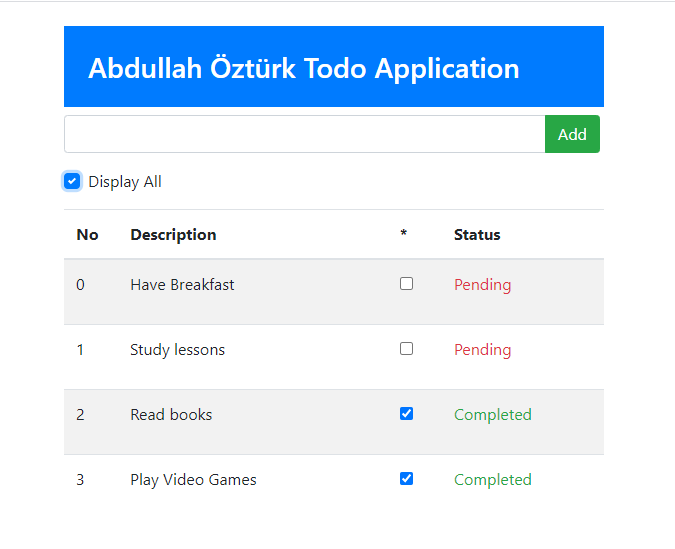 Abdullah Öztürk Todo Application
Add
Display All
No Description * Status
0 Have Breakfast Pending
1 Study lessons Pending
2 Read books Completed
3 Play Video Games Completed